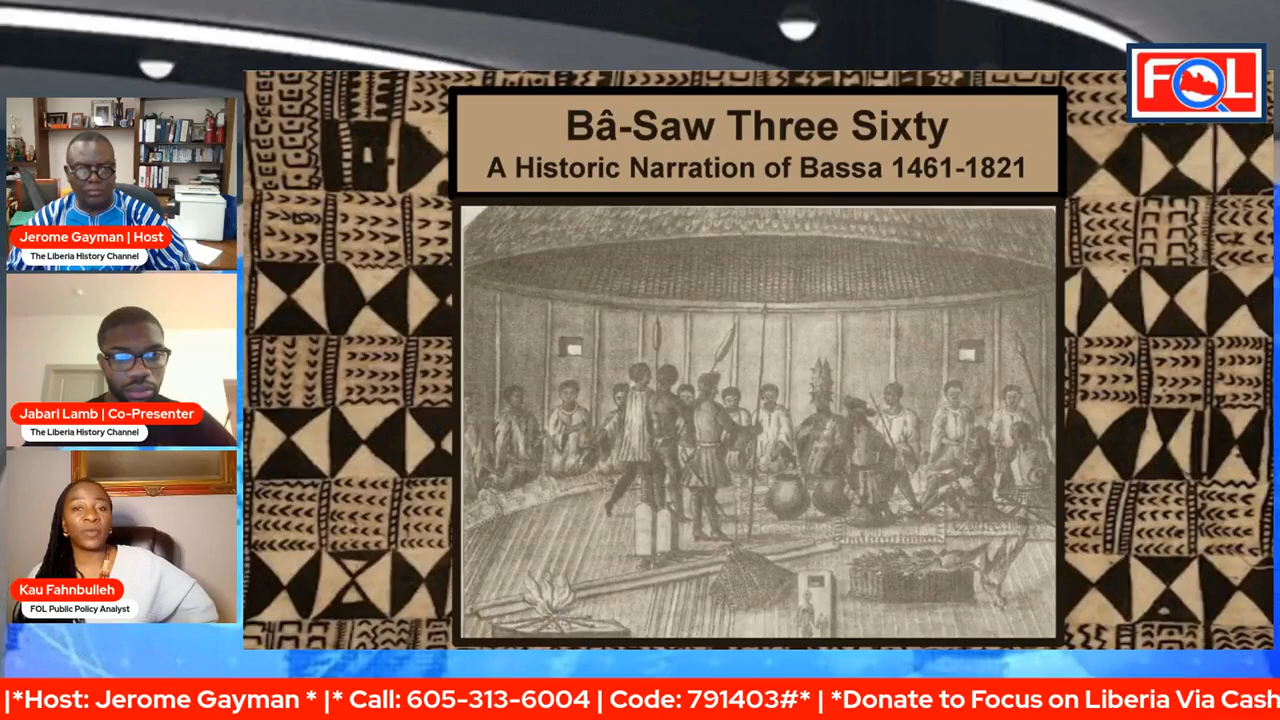 FOL
Bâ-Saw Three Sixty
A Historic Narration of Bassa 1461-1821
Jerome Gayman | Host
The Liberia History Channel
Jabari Lamb | Co-Presenter
The Liberia History Channel
Kau Fahnbulleh
FOL Public Policy Analyst
|*Host: Jerome Gayman * |* Call: 605-313-6004 | Code: 791403#* | *Donate to Focus on Liberia Via Cash